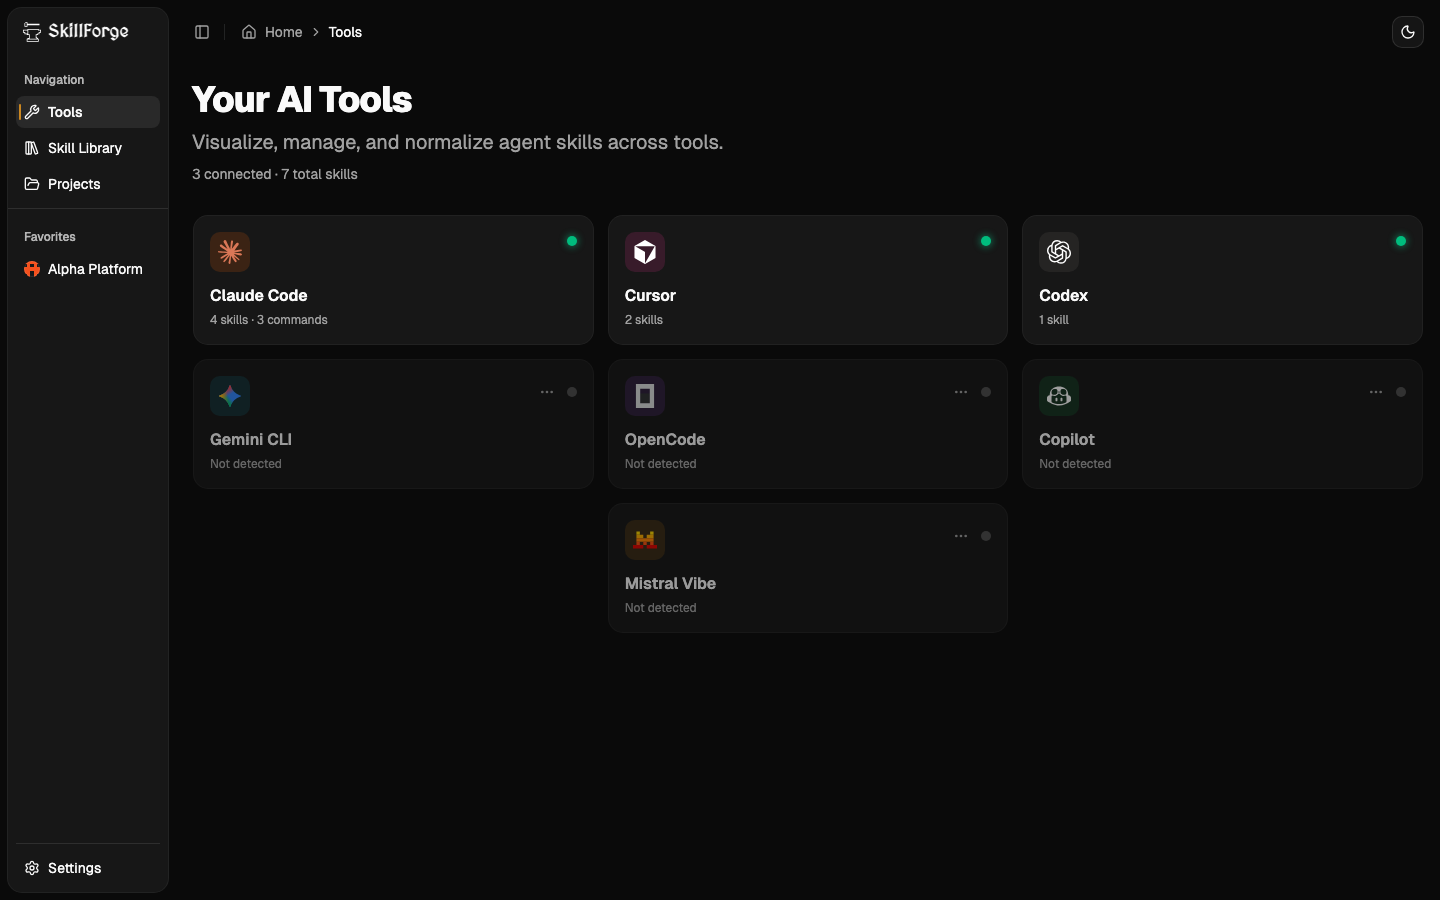 SkillForge
Navigation
Tools
Skill Library
Projects
Favorites
Alpha Platform
Settings
Home > Tools
Your AI Tools
Visualize, manage, and normalize agent skills across tools.
3 connected · 7 total skills
Claude Code
4 skills · 3 commands
Cursor
2 skills
Codex
1 skill
Gemini CLI
Not detected
OpenCode
Not detected
Copilot
Not detected
Mistral Vibe
Not detected